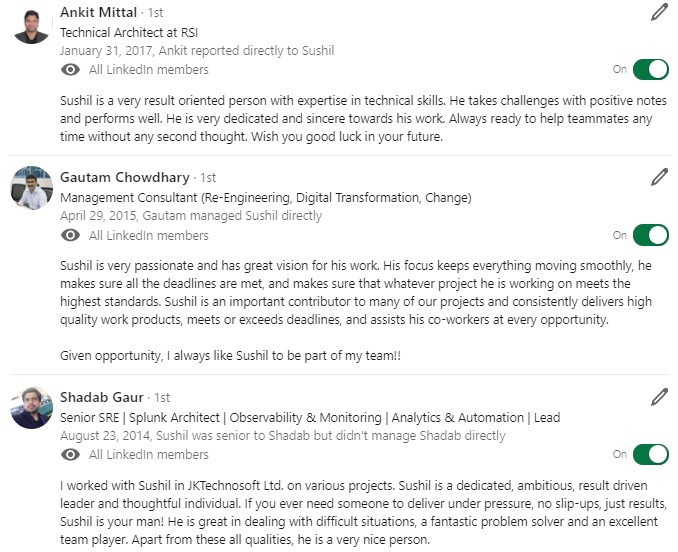 Ankit Mittal · 1st
Technical Architect at RSI
January 31, 2017, Ankit reported directly to Sushil
All LinkedIn members
On
Sushil is a very result oriented person with expertise in technical skills. He takes challenges with positive notes
and performs well. He is very dedicated and sincere towards his work. Always ready to help teammates any
time without any second thought. Wish you good luck in your future.
Gautam Chowdhary · 1st
Management Consultant (Re-Engineering, Digital Transformation, Change)
April 29, 2015, Gautam managed Sushil directly
All LinkedIn members
On
Sushil is very passionate and has great vision for his work. His focus keeps everything moving smoothly, he
makes sure all the deadlines are met, and makes sure that whatever project he is working on meets the
highest standards. Sushil is an important contributor to many of our projects and consistently delivers high
quality work products, meets or exceeds deadlines, and assists his co-workers at every opportunity.
Given opportunity, I always like Sushil to be part of my team!!
Shadab Gaur · 1st
Senior SRE | Splunk Architect | Observability & Monitoring | Analytics & Automation | Lead
August 23, 2014, Sushil was senior to Shadab but didn't manage Shadab directly
All LinkedIn members
On
I worked with Sushil in JKTechnosoft Ltd. on various projects. Sushil is a dedicated, ambitious, result driven
leader and thoughtful individual. If you ever need someone to deliver under pressure, no slip-ups, just results,
Sushil is your man! He is great in dealing with difficult situations, a fantastic problem solver and an excellent
team player. Apart from these all qualities, he is a very nice person.